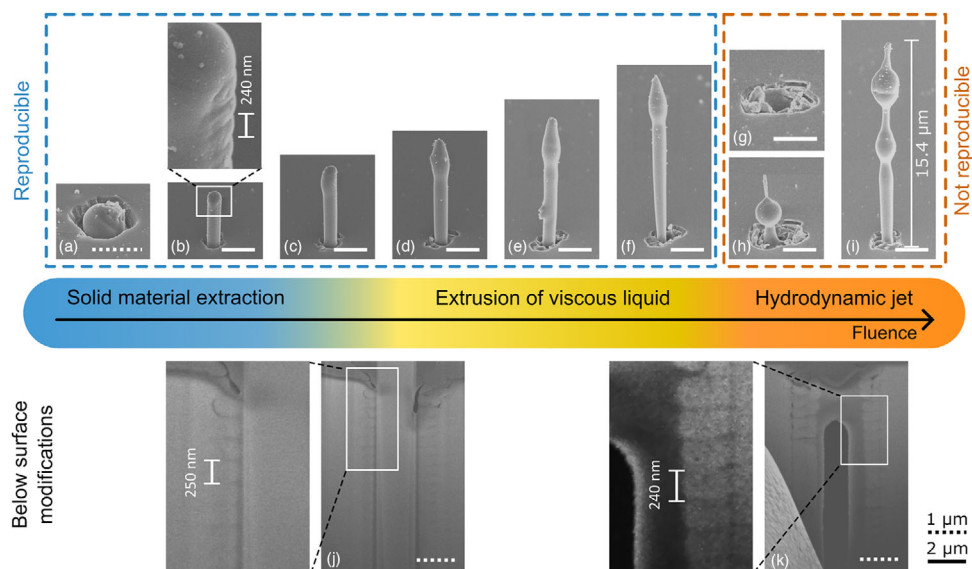 Reproducible
Not reproducible
240 nm
15.4 µm
(a)
(b)
(c)
(d)
(e)
(f)
(g)
(h)
(i)
Solid material extraction
Extrusion of viscous liquid
Hydrodynamic jet
Fluence
Below surface
modifications
250 nm
(j)
240 nm
(k)
1 µm
2 µm